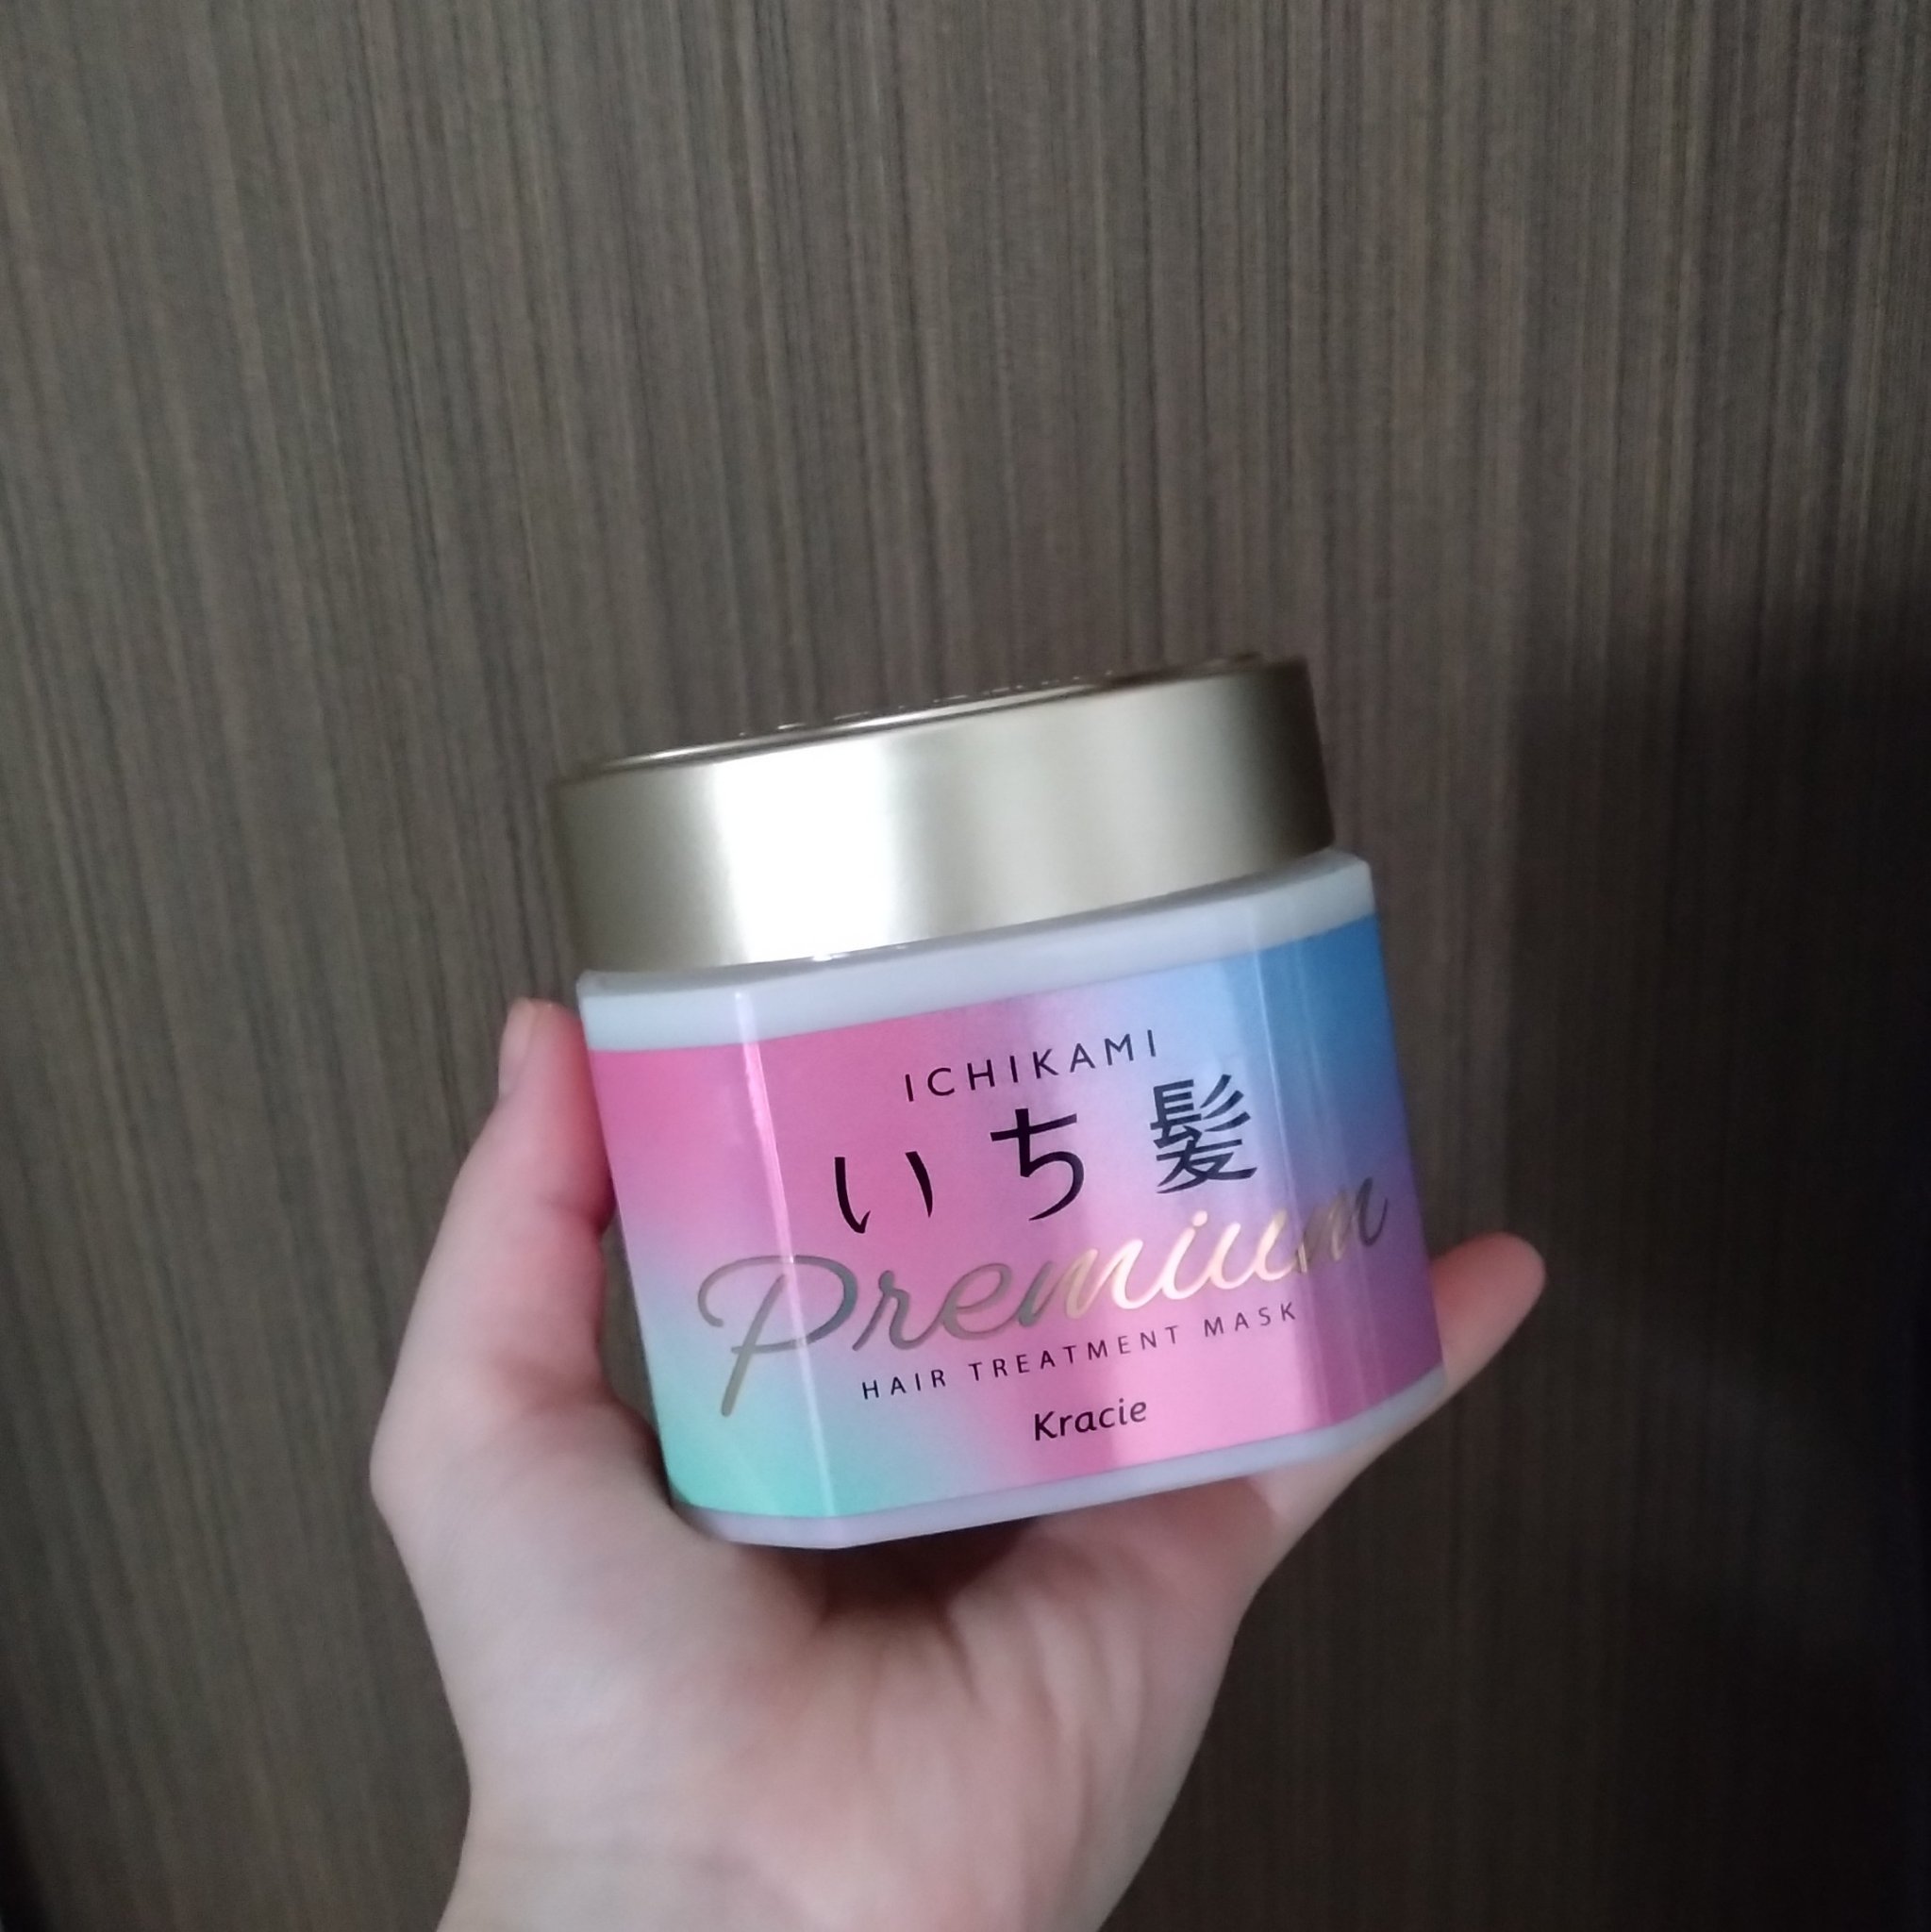 ICHIKAMI
いち髪
Premium
HAIR TREATMENT MASK
Kracie